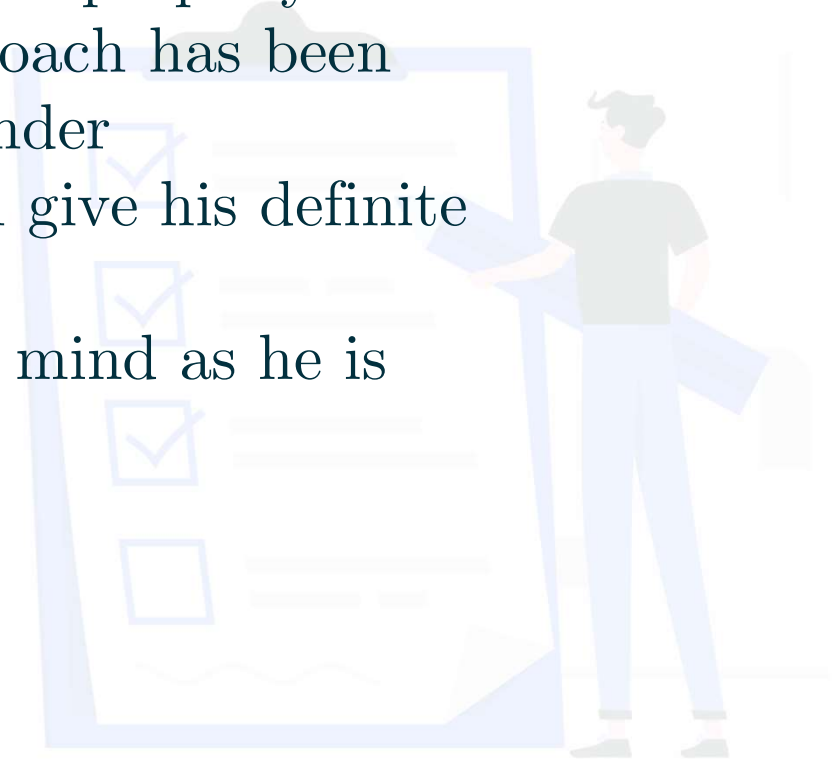 oach has been
nder
give his definite
mind as he is